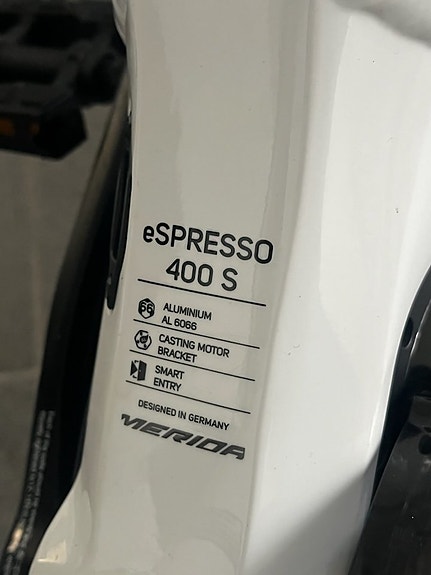 eSPRESSO
400 S
66
ALUMINIUM
AL 6066
CASTING MOTOR
BRACKET
SMART
ENTRY
DESIGNED IN GERMANY
MERIDA